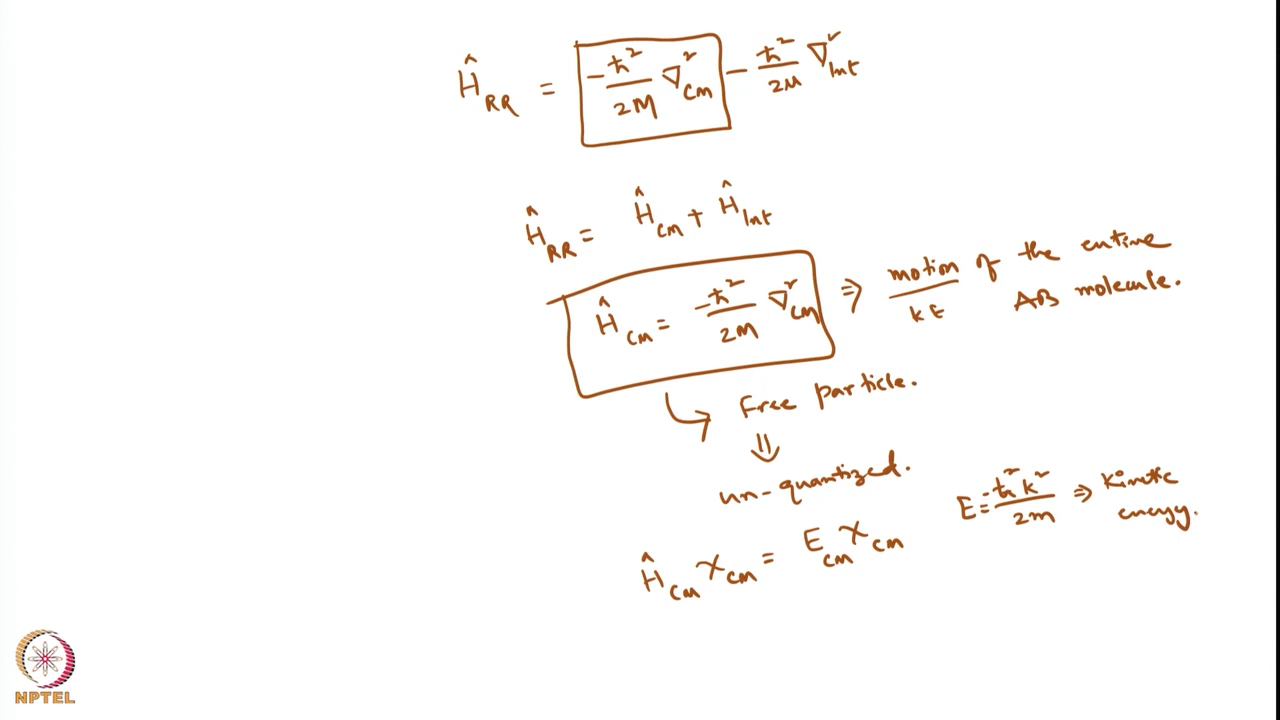 Ĥ_RR = -ħ²/2M ∇²_CM - ħ²/2μ ∇²_Int
Ĥ_RR = Ĥ_CM + Ĥ_Int
Ĥ_CM = -ħ²/2M ∇²_CM ⇒ motion of the entire
KE AB molecule.
↳ Free particle.
⇓
un-quantized.
E = ħ²k²/2m ⇒ Kinetic
energy.
Ĥ_CM χ_CM = E_CM χ_CM
NPTEL